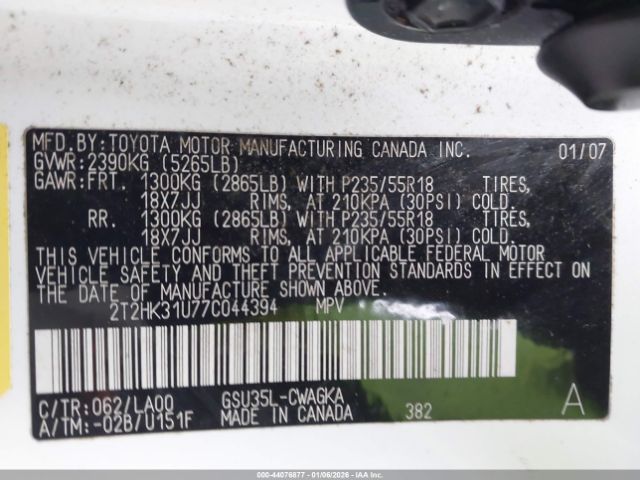 MFD.BY:TOYOTA MOTOR MANUFACTURING CANADA INC. 01/07
GVWR:2390KG (5265LB)
GAWR:FRT. 1300KG (2865LB) WITH P235/55R18 TIRES,
18X7JJ RIMS, AT 210KPA (30PSI) COLD.
RR. 1300KG (2865LB) WITH P235/55R18 TIRES,
18X7JJ RIMS, AT 210KPA (30PSI) COLD.
THIS VEHICLE CONFORMS TO ALL APPLICABLE FEDERAL MOTOR
VEHICLE SAFETY AND THEFT PREVENTION STANDARDS IN EFFECT ON
THE DATE OF MANUFACTURE SHOWN ABOVE.
2T2HK31U77C044394 MPV
C/TR:062/LA00 GSU35L-CWAGKA
A/TM:-02B/U151F MADE IN CANADA 382 A
000-44076877 - 01/06/2026 - IAAI.COM